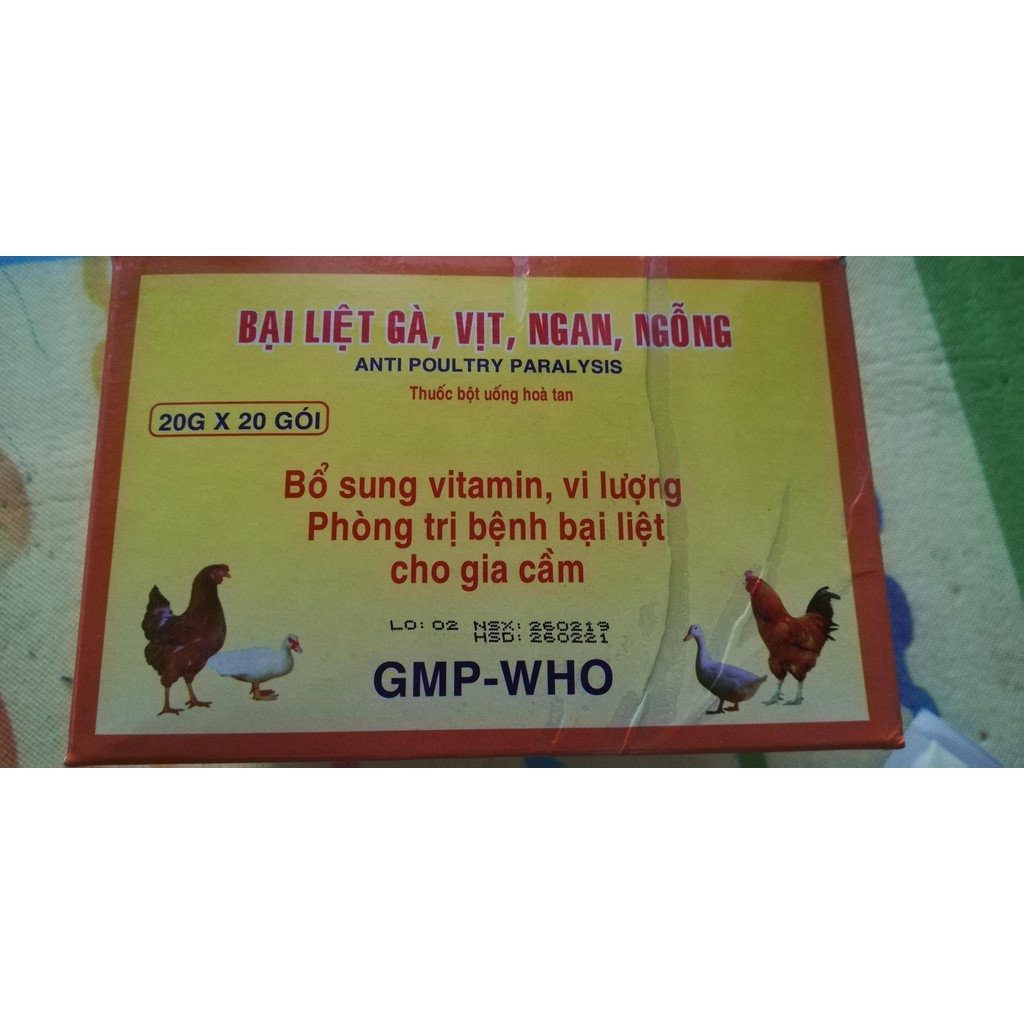 BẠI LIỆT GÀ, VỊT, NGAN, NGỖNG
ANTI POULTRY PARALYSIS
Thuốc bột uống hoà tan
20G X 20 GÓI
Bổ sung vitamin, vi lượng
Phòng trị bệnh bại liệt
cho gia cầm
LO: 02 NSX: 260219
HSD: 260221
GMP-WHO